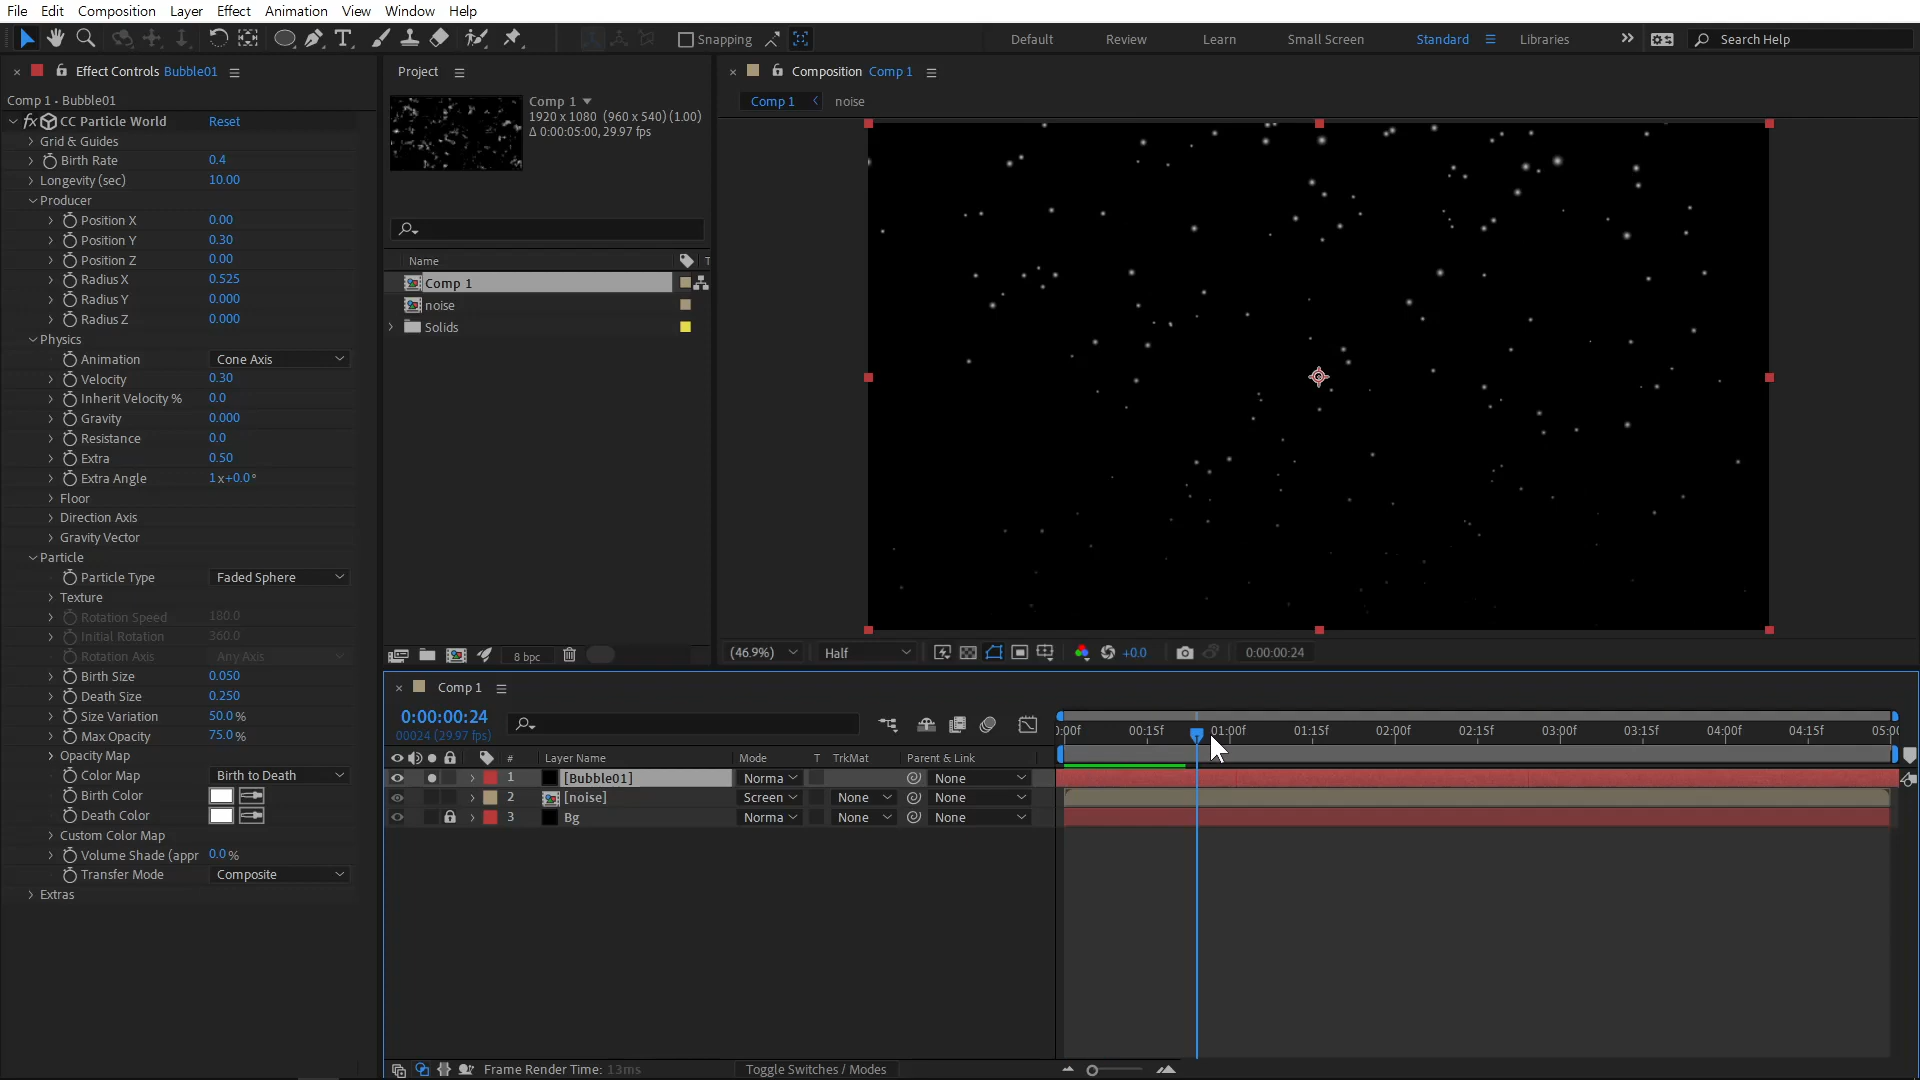 File Edit Composition Layer Effect Animation View Window Help
Snapping Default Review Learn Small Screen Standard Libraries Search Help
Effect Controls Bubble01
Comp 1 • Bubble01
fx CC Particle World Reset
Grid & Guides
Birth Rate 0.4
Longevity (sec) 10.00
Producer
Position X 0.00
Position Y 0.30
Position Z 0.00
Radius X 0.525
Radius Y 0.000
Radius Z 0.000
Physics
Animation Cone Axis
Velocity 0.30
Inherit Velocity % 0.0
Gravity 0.000
Resistance 0.0
Extra 0.50
Extra Angle 1x+0.0°
Floor
Direction Axis
Gravity Vector
Particle
Particle Type Faded Sphere
Texture
Rotation Speed 180.0
Initial Rotation 360.0
Rotation Axis Any Axis
Birth Size 0.050
Death Size 0.250
Size Variation 50.0 %
Max Opacity 75.0 %
Opacity Map
Color Map Birth to Death
Birth Color
Death Color
Custom Color Map
Volume Shade (appr 0.0 %
Transfer Mode Composite
Extras
Project
Comp 1
1920 x 1080 (960 x 540) (1.00)
Δ 0:00:05:00, 29.97 fps
Name T
Comp 1
noise
Solids
8 bpc
Composition Comp 1
Comp 1 noise
(46.9%) Half +0.0 0:00:00:24
Comp 1
0:00:00:24
00024 (29.97 fps)
):00f 00:15f 01:00f 01:15f 02:00f 02:15f 03:00f 03:15f 04:00f 04:15f 05:00
# Layer Name Mode T TrkMat Parent & Link
1 [Bubble01] Norma None
2 [noise] Screen None None
3 Bg Norma None None
Frame Render Time: 13ms Toggle Switches / Modes